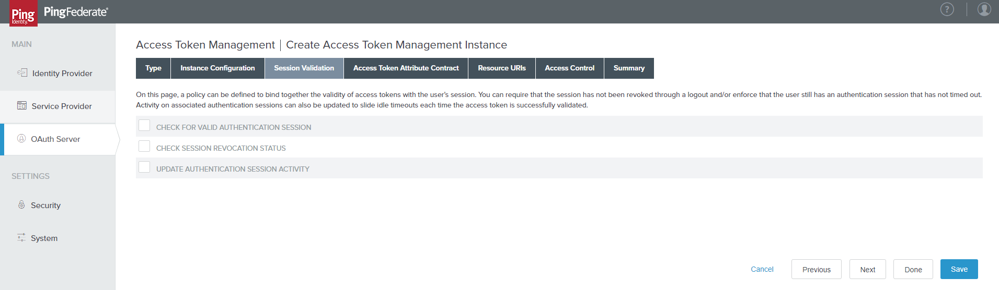 Ping
Identity.
PingFederate®
?
MAIN
Identity Provider
Service Provider
OAuth Server
SETTINGS
Security
System
Access Token Management | Create Access Token Management Instance
Type Instance Configuration Session Validation Access Token Attribute Contract Resource URIs Access Control Summary
On this page, a policy can be defined to bind together the validity of access tokens with the user's session. You can require that the session has not been revoked through a logout and/or enforce that the user still has an authentication session that has not timed out.
Activity on associated authentication sessions can also be updated to slide idle timeouts each time the access token is successfully validated.
CHECK FOR VALID AUTHENTICATION SESSION
CHECK SESSION REVOCATION STATUS
UPDATE AUTHENTICATION SESSION ACTIVITY
Cancel Previous Next Done Save